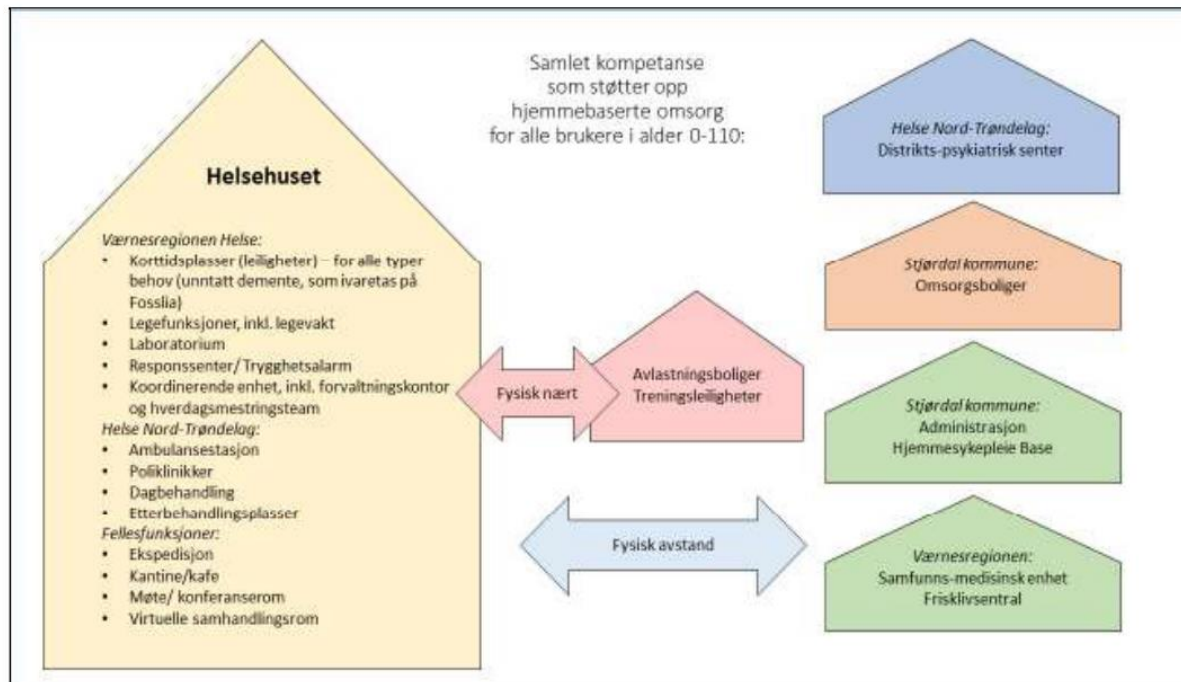 Samlet kompetanse
som støtter opp
hjemmebaserte omsorg
for alle brukere i alder 0-110:
Helsehuset
Værnesregionen Helse:
• Korttidsplasser (leiligheter) – for alle typer
behov (unntatt demente, som ivaretas på
Fosslia)
• Legefunksjoner, inkl. legevakt
• Laboratorium
• Responssenter/ Trygghetsalarm
• Koordinerende enhet, inkl. forvaltningskontor
og hverdagsmestringsteam
Helse Nord-Trøndelag:
• Ambulansestasjon
• Poliklinikker
• Dagbehandling
• Etterbehandlingsplasser
Fellesfunksjoner:
• Ekspedisjon
• Kantine/kafe
• Møte/ konferanserom
• Virtuelle samhandlingsrom
Fysisk nært
Avlastningsboliger
Treningsleiligheter
Fysisk avstand
Helse Nord-Trøndelag:
Distrikts-psykiatrisk senter
Stjørdal kommune:
Omsorgsboliger
Stjørdal kommune:
Administrasjon
Hjemmesykepleie Base
Værnesregionen:
Samfunns-medisinsk enhet
Frisklivsentral